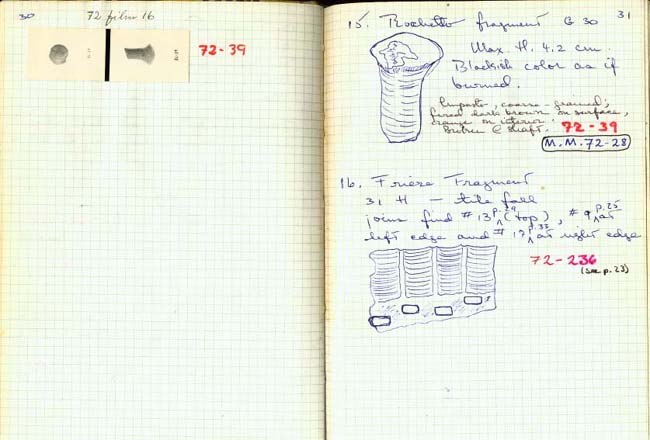 30
72 film 16
72-39
31
15. Rochetto fragment G 30
Max. H. 4.2 cm.
Blackish color as if
burned.
Impasto, coarse-grained;
fired dark brown on surface,
orange on interior.
Broken @ shaft. 72-39
M.M. 72-28
16. Frieze Fragment
31 H — tile fall
p.29 p.25
joins find #13 (top), #9 at
p.33
left edge and #17 at right edge
72-236
(see p. 23)